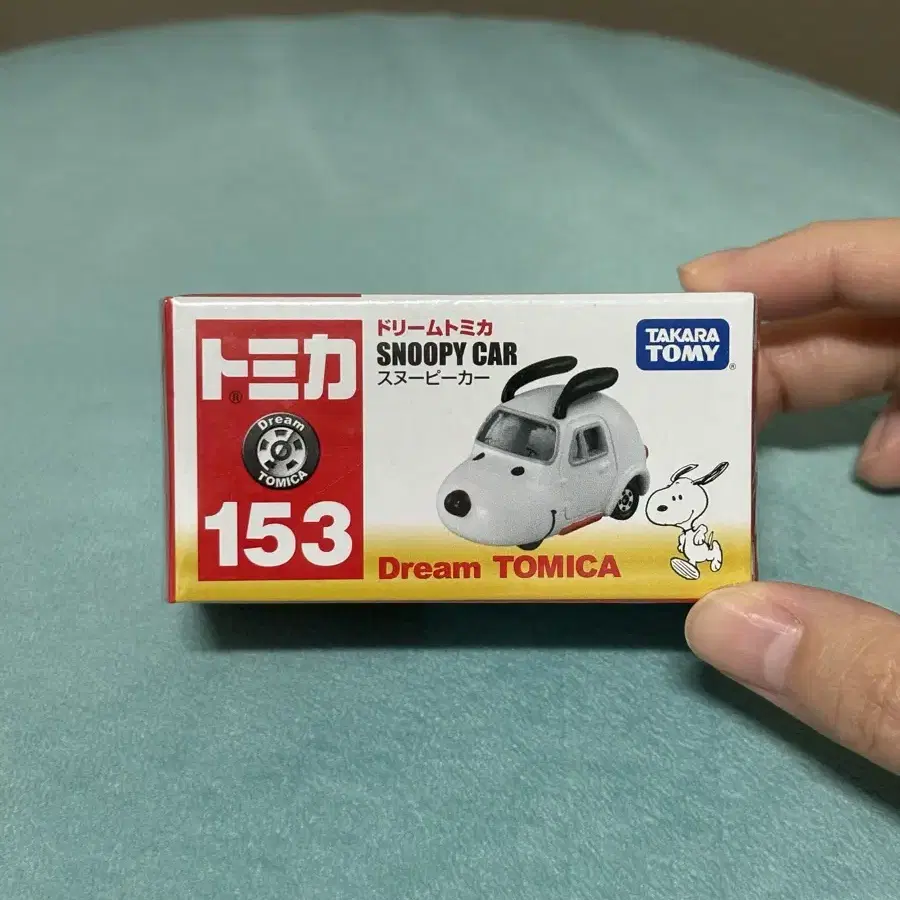 トミカ
®
Dream
TOMICA
153
ドリームトミカ
SNOOPY CAR
スヌーピーカー
Dream TOMICA
TAKARA
TOMY
®